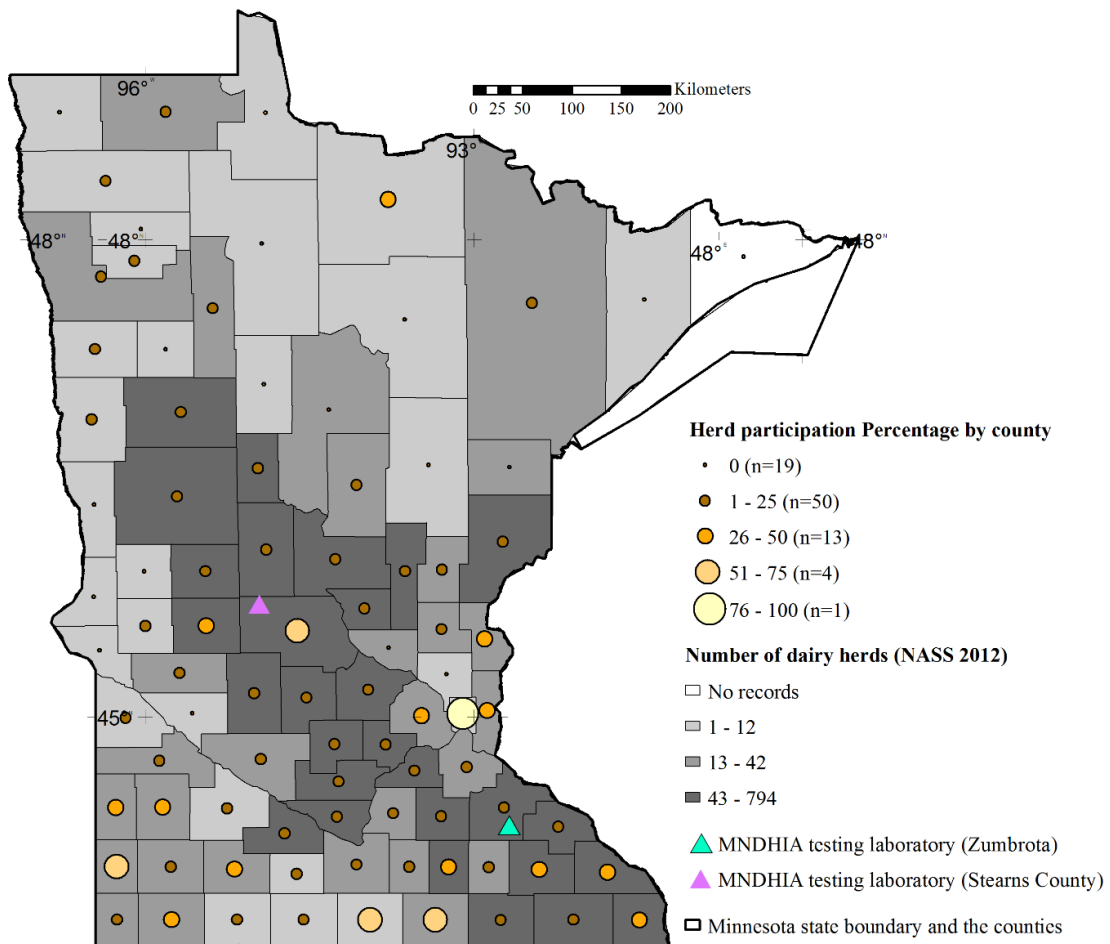 96° W
Kilometers
0 25 50 100 150 200
93°
48° N
48° N
48° E
48° N
45° N
Herd participation Percentage by county
0 (n=19)
1 - 25 (n=50)
26 - 50 (n=13)
51 - 75 (n=4)
76 - 100 (n=1)
Number of dairy herds (NASS 2012)
No records
1 - 12
13 - 42
43 - 794
MNDHIA testing laboratory (Zumbrota)
MNDHIA testing laboratory (Stearns County)
Minnesota state boundary and the counties